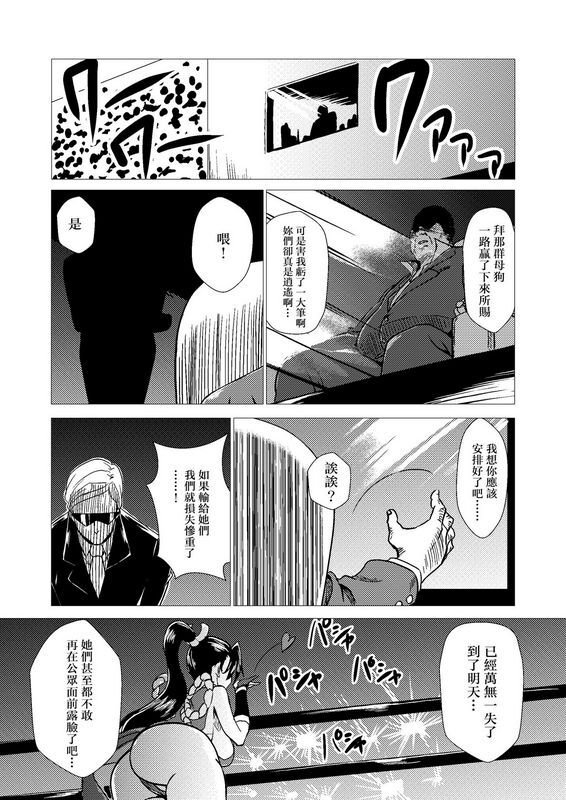 ワァァァ
ワァー
拜那群母狗
一路贏了下來所賜
可是害我虧了一大筆啊
妳們卻真是逍遙啊…
喂！
是
我想你應該
安排好了吧……
誒誒？
如果輸給她們
我們就損失慘重了
……！
已經萬無一失了
到了明天…
パシャ
パシャ
パシャ
パシャ
她們甚至都不敢
再在公眾面前露臉了吧…